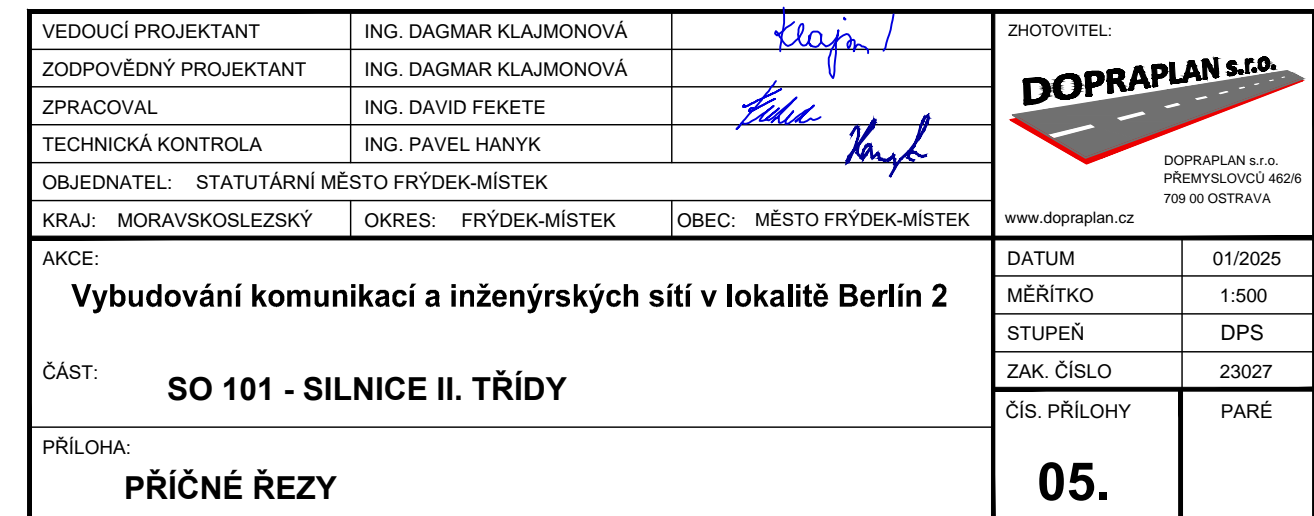 VEDOUCÍ PROJEKTANT ING. DAGMAR KLAJMONOVÁ
ZODPOVĚDNÝ PROJEKTANT ING. DAGMAR KLAJMONOVÁ
ZPRACOVAL ING. DAVID FEKETE
TECHNICKÁ KONTROLA ING. PAVEL HANYK
OBJEDNATEL: STATUTÁRNÍ MĚSTO FRÝDEK-MÍSTEK
KRAJ: MORAVSKOSLEZSKÝ OKRES: FRÝDEK-MÍSTEK OBEC: MĚSTO FRÝDEK-MÍSTEK
ZHOTOVITEL:
DOPRAPLAN s.r.o.
DOPRAPLAN s.r.o.
PŘEMYSLOVCŮ 462/6
709 00 OSTRAVA
www.dopraplan.cz
AKCE:
Vybudování komunikací a inženýrských sítí v lokalitě Berlín 2
ČÁST:
SO 101 - SILNICE II. TŘÍDY
PŘÍLOHA:
PŘÍČNÉ ŘEZY
DATUM 01/2025
MĚŘÍTKO 1:500
STUPEŇ DPS
ZAK. ČÍSLO 23027
ČÍS. PŘÍLOHY PARÉ
05.